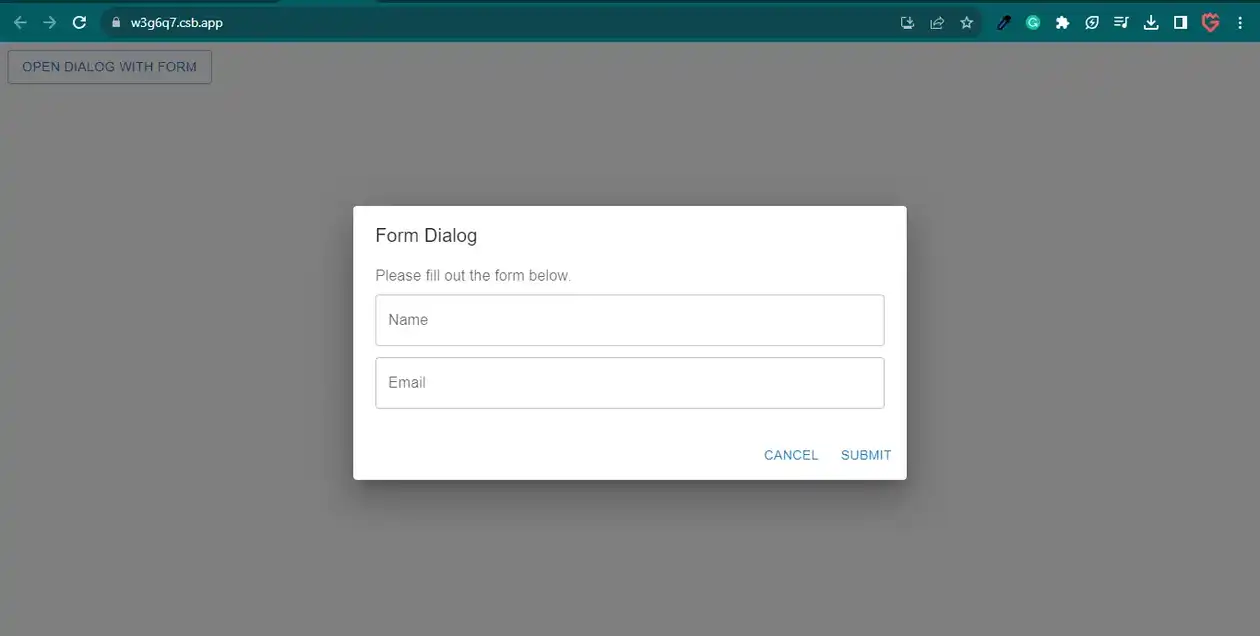 w3g6q7.csb.app
OPEN DIALOG WITH FORM
Form Dialog
Please fill out the form below.
Name
Email
CANCEL SUBMIT